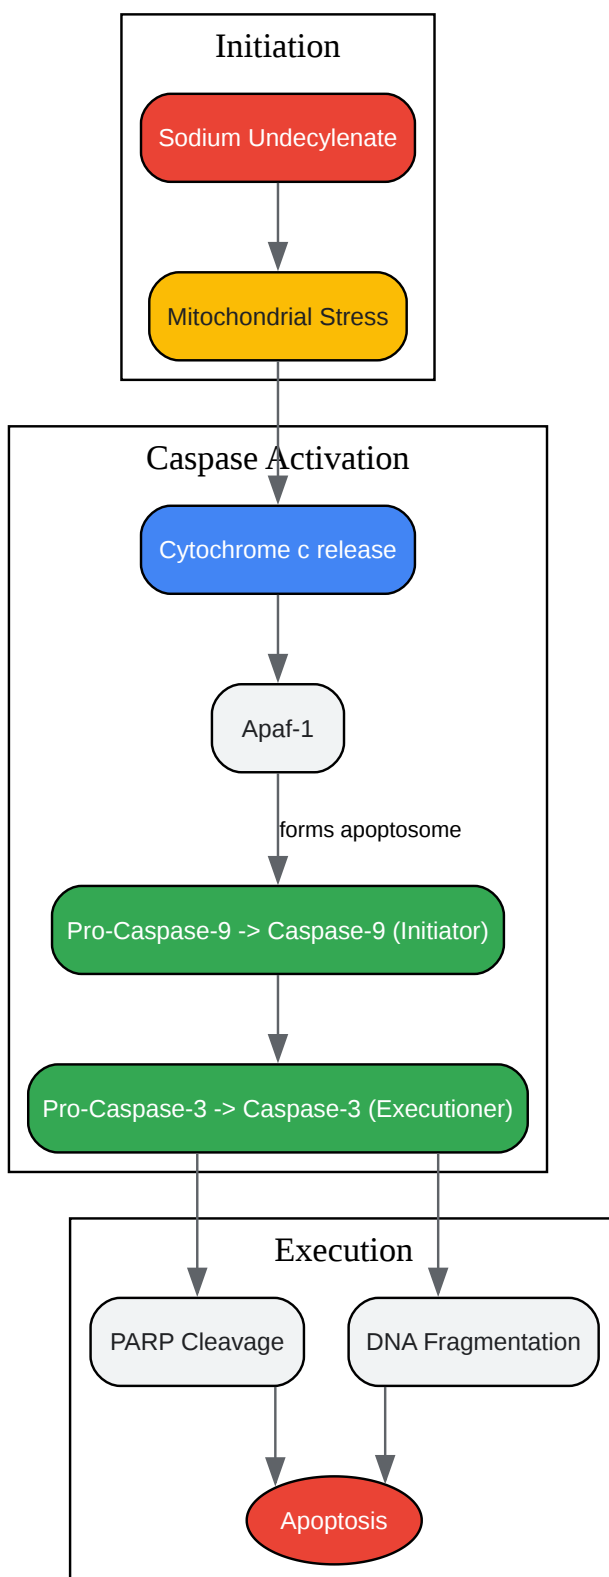 Initiation
Sodium Undecylenate
Mitochondrial Stress
Caspase Activation
Cytochrome c release
Apaf-1
forms apoptosome
Pro-Caspase-9 -> Caspase-9 (Initiator)
Pro-Caspase-3 -> Caspase-3 (Executioner)
Execution
PARP Cleavage
DNA Fragmentation
Apoptosis